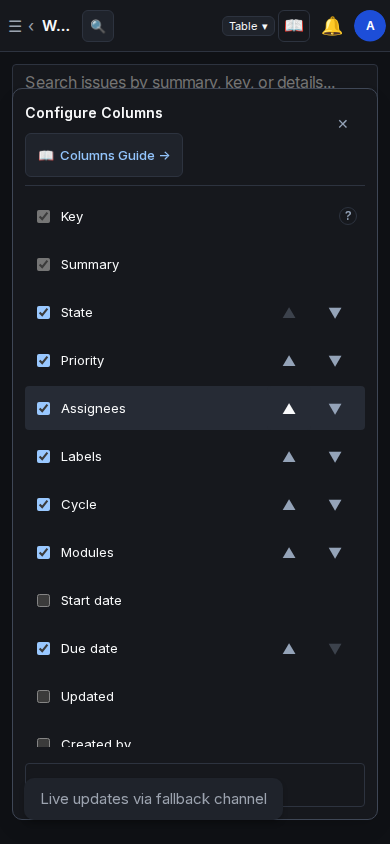 W...
Table ▾
A
Search issues by summary, key, or details...
Configure Columns
×
Columns Guide →
Key
?
Summary
State
Priority
Assignees
Labels
Cycle
Modules
Start date
Due date
Updated
Created by
Live updates via fallback channel